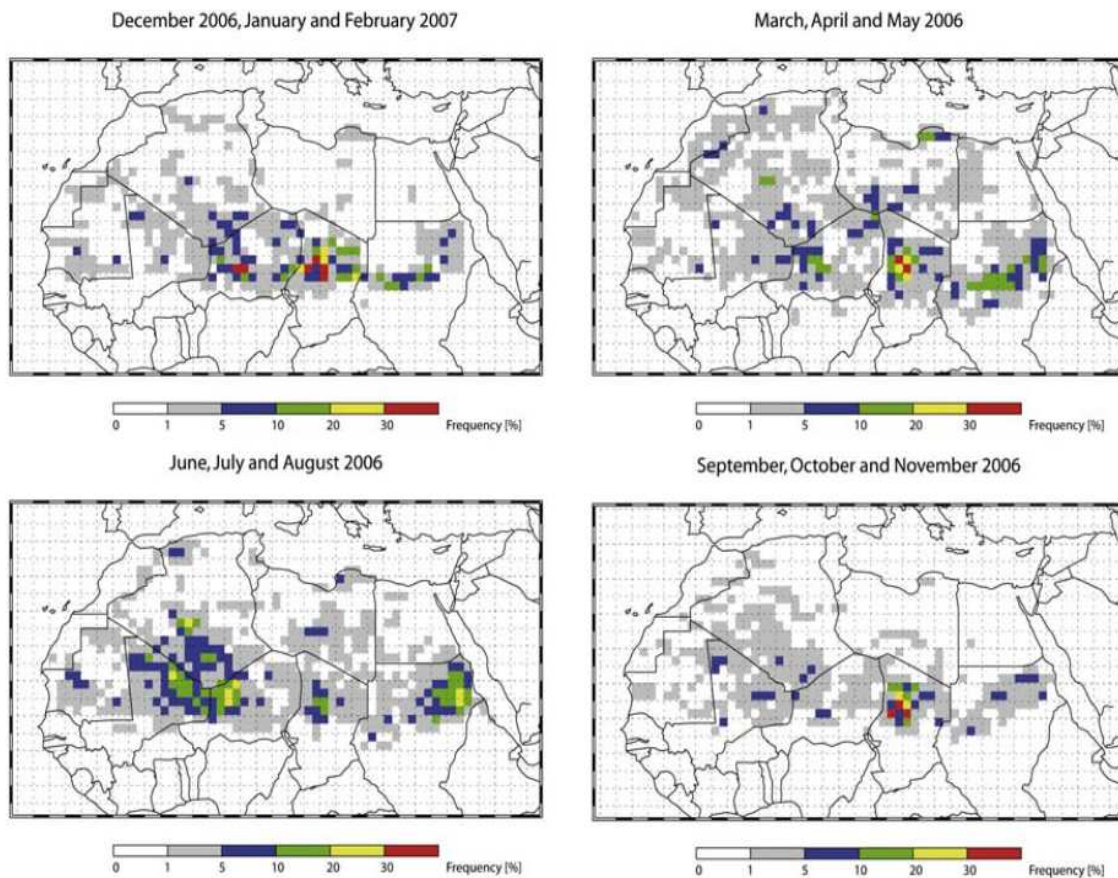 December 2006, January and February 2007
March, April and May 2006
0 1 5 10 20 30 Frequency [%]
0 1 5 10 20 30 Frequency [%]
June, July and August 2006
September, October and November 2006
0 1 5 10 20 30 Frequency [%]
0 1 5 10 20 30 Frequency [%]